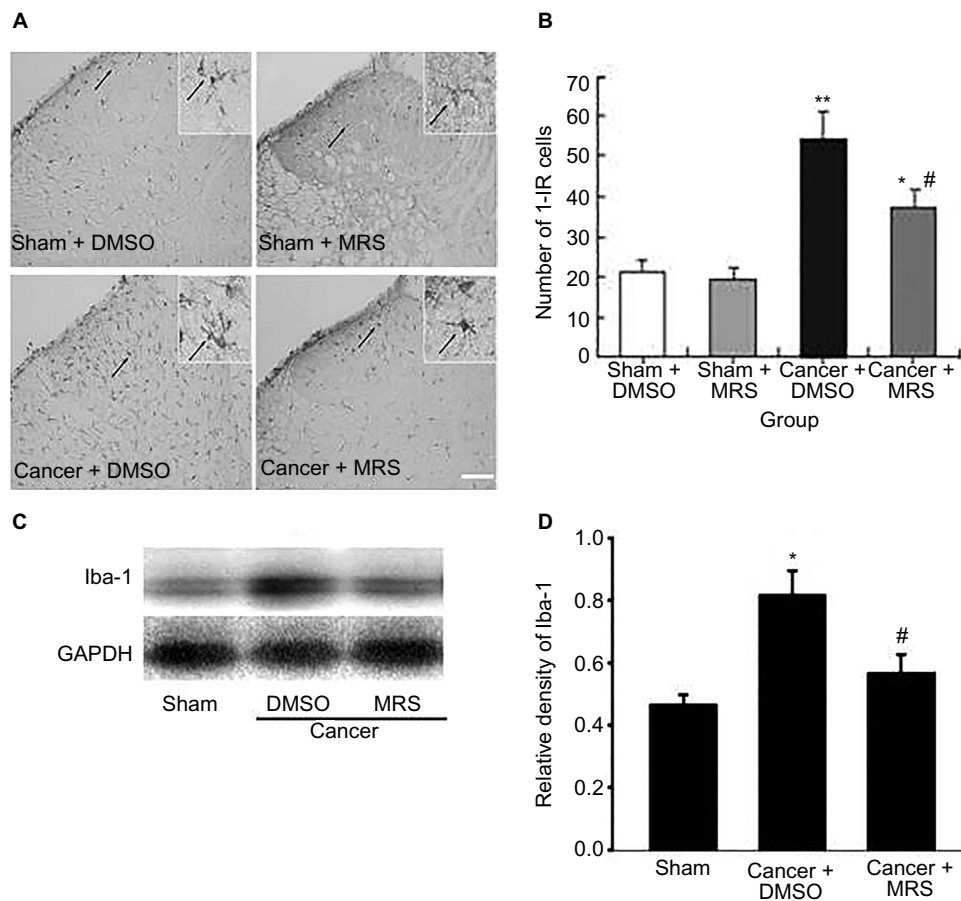 A
Sham + DMSO
Sham + MRS
Cancer + DMSO
Cancer + MRS
B
Number of 1-IR cells
70
60
50
40
30
20
10
0
Sham + DMSO
Sham + MRS
Cancer + DMSO
Cancer + MRS
Group
**
* #
C
Iba-1
GAPDH
Sham
DMSO
MRS
Cancer
D
Relative density of Iba-1
1.0
0.8
0.6
0.4
0.2
0.0
*
#
Sham
Cancer + DMSO
Cancer + MRS